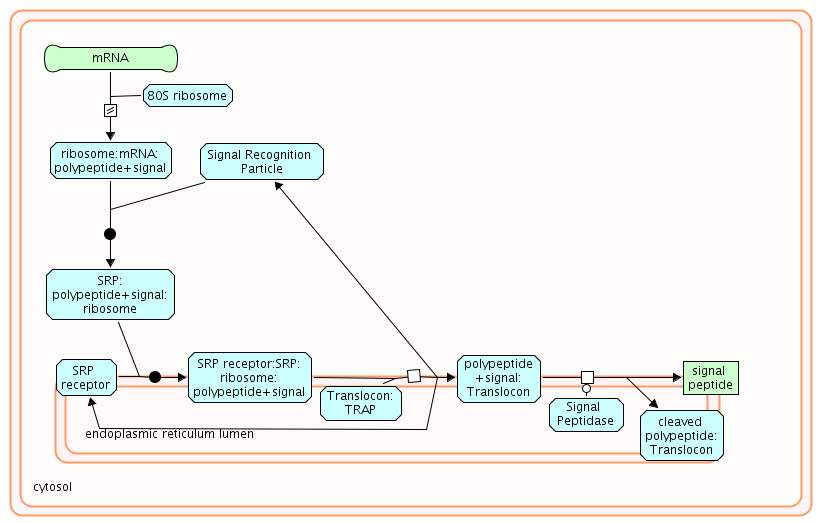 mRNA
80S ribosome
ribosome:mRNA:
polypeptide+signal
Signal Recognition
Particle
SRP:
polypeptide+signal:
ribosome
SRP
receptor
SRP receptor:SRP:
ribosome:
polypeptide+signal
Translocon:
TRAP
polypeptide
+signal:
Translocon
Signal
Peptidase
signal
peptide
cleaved
polypeptide:
Translocon
endoplasmic reticulum lumen
cytosol